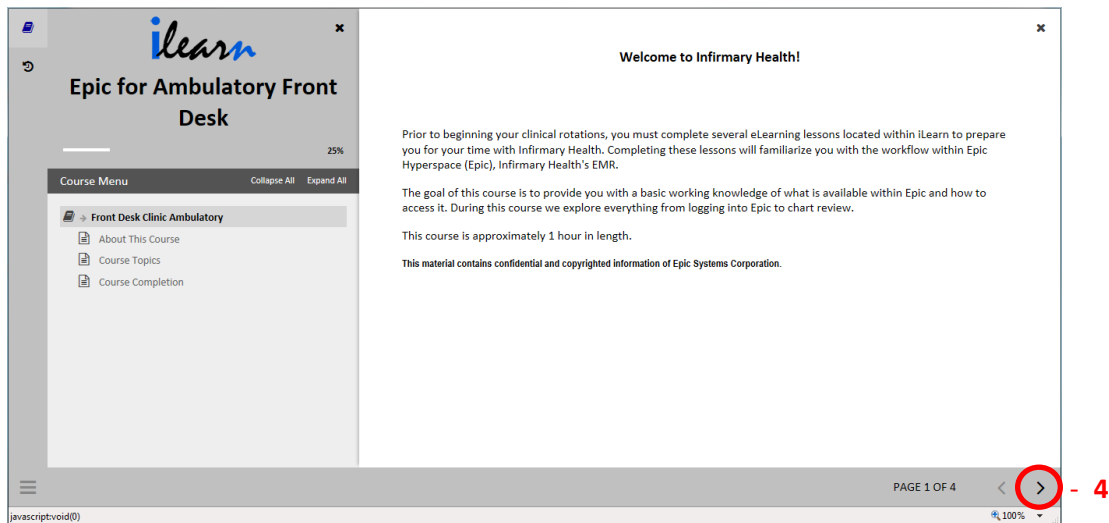 ilearn
Epic for Ambulatory Front
Desk
25%
Course Menu Collapse All Expand All
Front Desk Clinic Ambulatory
About This Course
Course Topics
Course Completion
Welcome to Infirmary Health!
Prior to beginning your clinical rotations, you must complete several eLearning lessons located within iLearn to prepare
you for your time with Infirmary Health. Completing these lessons will familiarize you with the workflow within Epic
Hyperspace (Epic), Infirmary Health's EMR.
The goal of this course is to provide you with a basic working knowledge of what is available within Epic and how to
access it. During this course we explore everything from logging into Epic to chart review.
This course is approximately 1 hour in length.
This material contains confidential and copyrighted information of Epic Systems Corporation.
PAGE 1 OF 4
- 4
javascript:void(0) 100%